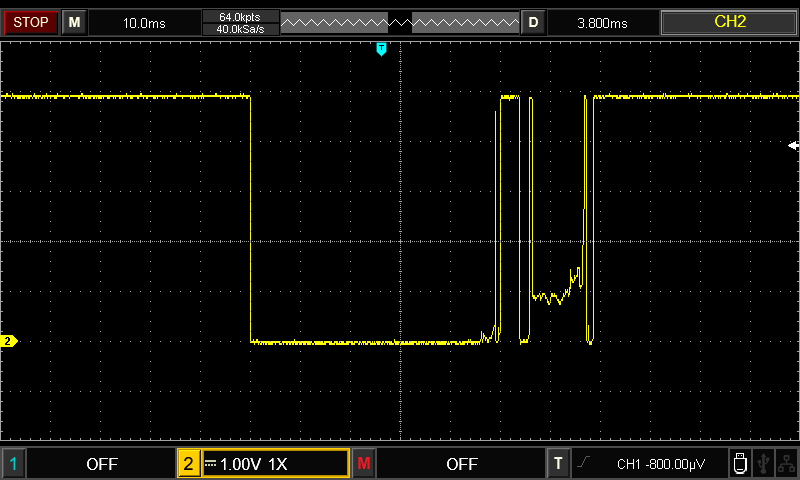 STOP M 10.0ms 64.0kpts D 3.800ms CH2
40.0kSa/s
T
2
1 OFF 2 1.00V 1X M OFF T CH1 -800.00µV